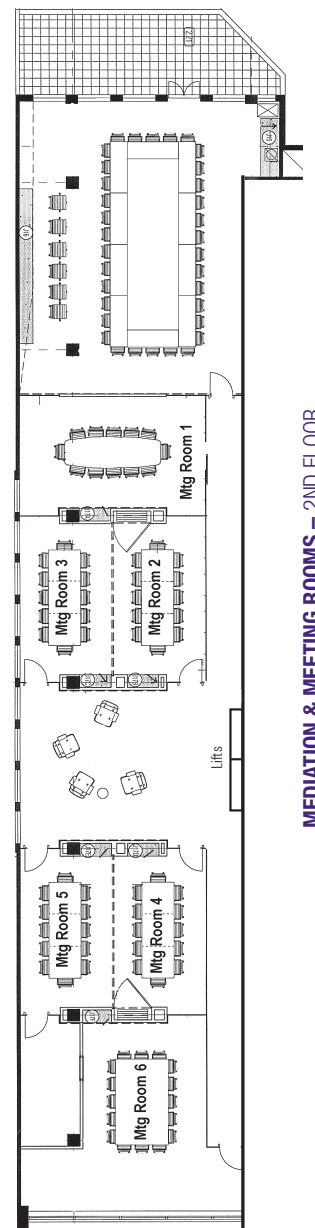 Mtg Room 1
Mtg Room 3
Mtg Room 2
Lifts
Mtg Room 5
Mtg Room 4
Mtg Room 6
MEDIATION & MEETING ROOMS – 2ND FLOOR